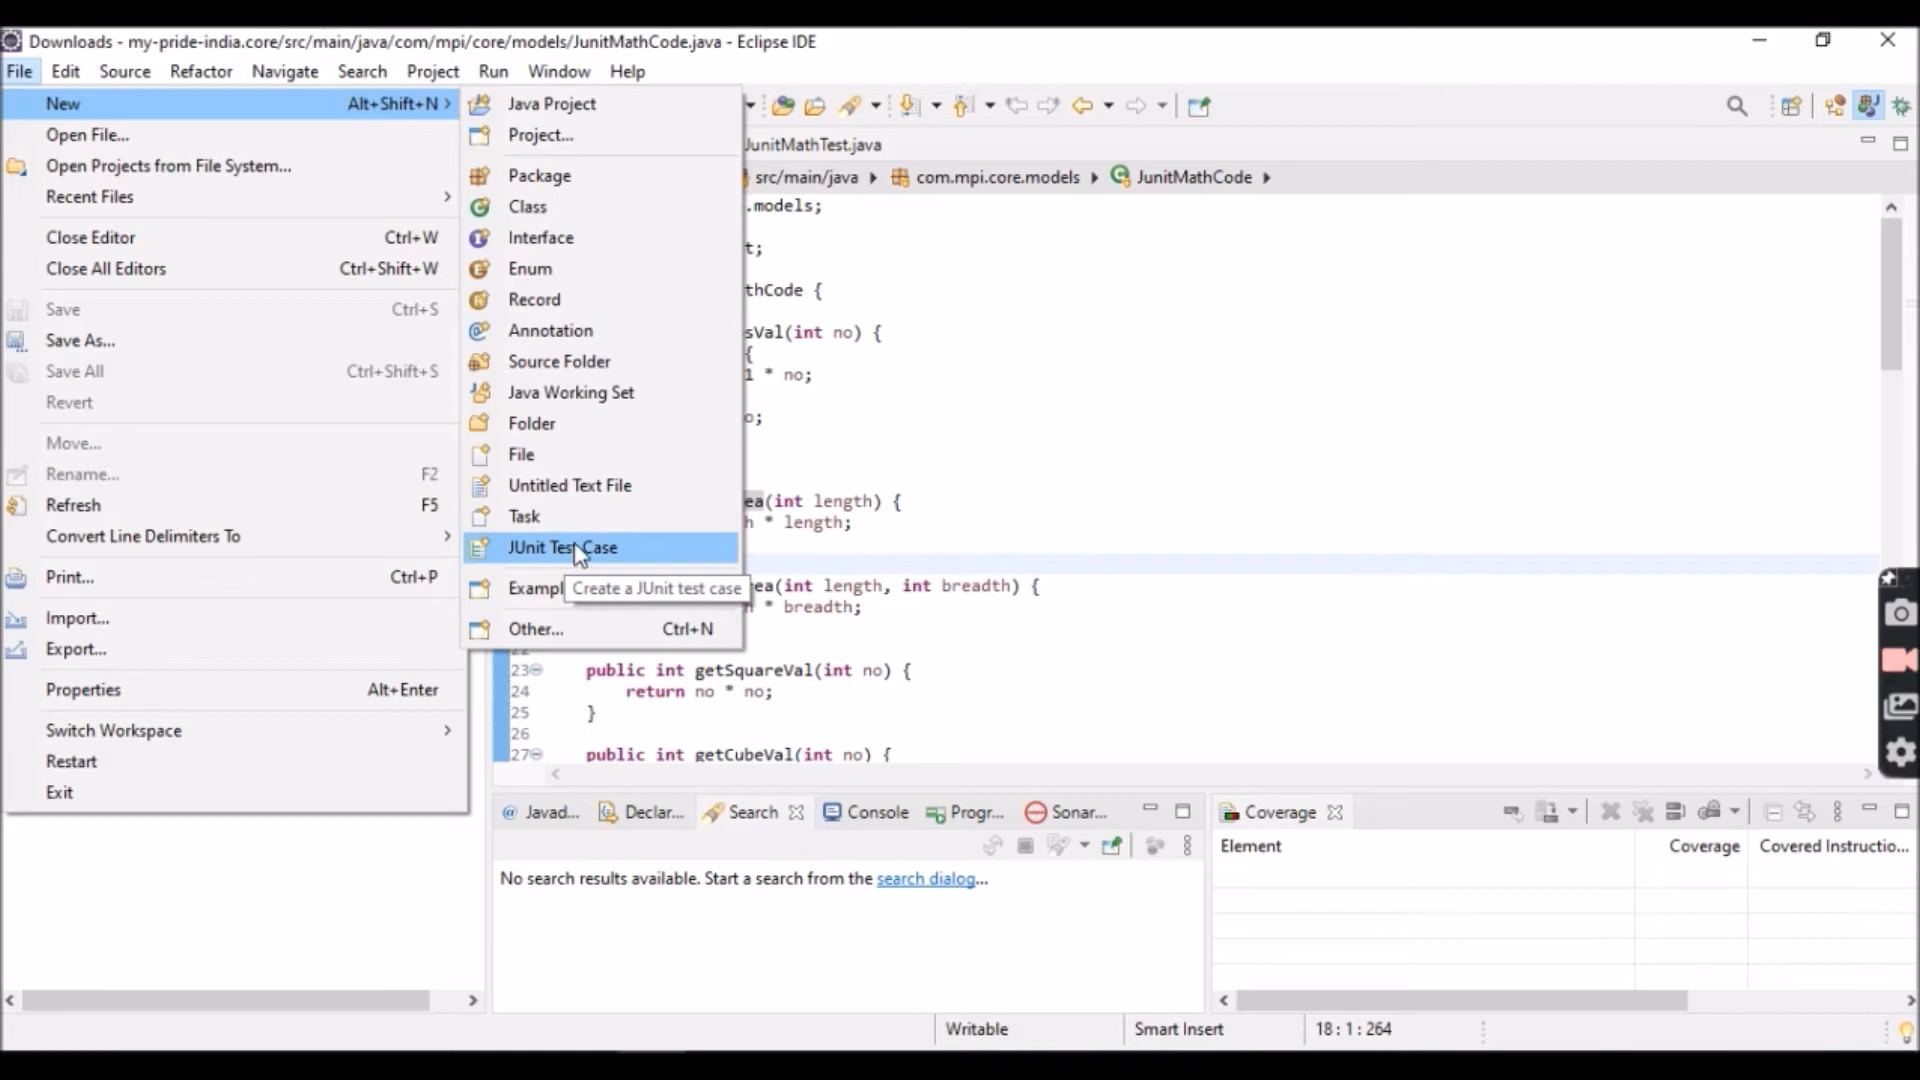 Downloads - my-pride-india.core/src/main/java/com/mpi/core/models/JunitMathCode.java - Eclipse IDE
File Edit Source Refactor Navigate Search Project Run Window Help
New Alt+Shift+N
Open File...
Open Projects from File System...
Recent Files
Close Editor Ctrl+W
Close All Editors Ctrl+Shift+W
Save Ctrl+S
Save As...
Save All Ctrl+Shift+S
Revert
Move...
Rename... F2
Refresh F5
Convert Line Delimiters To
Print... Ctrl+P
Import...
Export...
Properties Alt+Enter
Switch Workspace
Restart
Exit
Java Project
Project...
Package
Class
Interface
Enum
Record
Annotation
Source Folder
Java Working Set
Folder
File
Untitled Text File
Task
JUnit Test Case
Exampl
Create a JUnit test case
Other... Ctrl+N
JunitMathTest.java
src/main/java com.mpi.core.models JunitMathCode
.models;
t;
thCode {
sVal(int no) {
{
1 * no;
o;
ea(int length) {
h * length;
ea(int length, int breadth) {
h * breadth;
22
23 public int getSquareVal(int no) {
24 return no * no;
25 }
26
27 public int getCubeVal(int no) {
@ Javad... Declar... Search Console Progr... Sonar...
No search results available. Start a search from the search dialog...
Coverage
Element Coverage Covered Instructio...
Writable Smart Insert 18 : 1 : 264